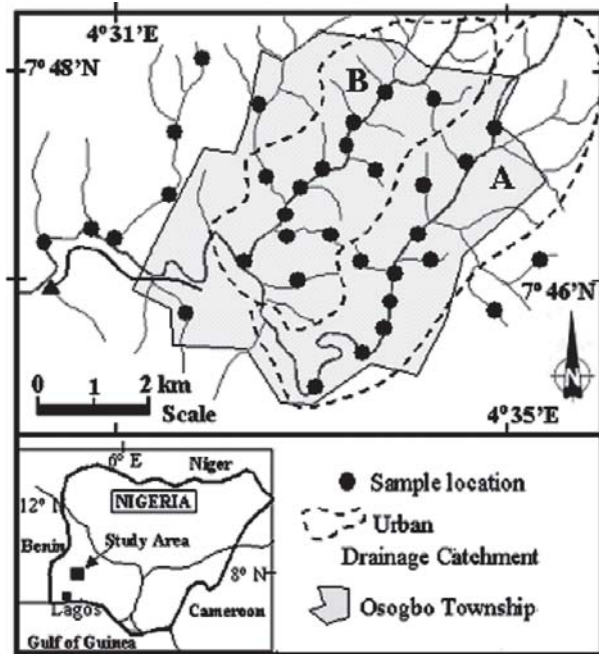 4° 31' E
7° 48' N
B
A
7° 46' N
0 1 2 km
Scale
N
4° 35' E
6° E
Niger
12° N
NIGERIA
Benin
Study Area
8° N
Lagos
Cameroon
Gulf of Guinea
Sample location
Urban
Drainage Catchment
Osogbo Township